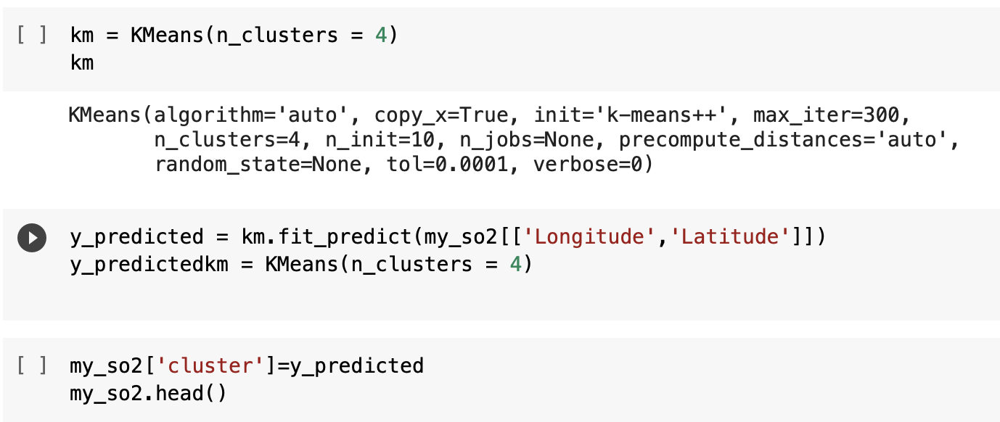 [ ] km = KMeans(n_clusters = 4)
km
KMeans(algorithm='auto', copy_x=True, init='k-means++', max_iter=300,
n_clusters=4, n_init=10, n_jobs=None, precompute_distances='auto',
random_state=None, tol=0.0001, verbose=0)
y_predicted = km.fit_predict(my_so2[['Longitude','Latitude']])
y_predictedkm = KMeans(n_clusters = 4)
[ ] my_so2['cluster']=y_predicted
my_so2.head()